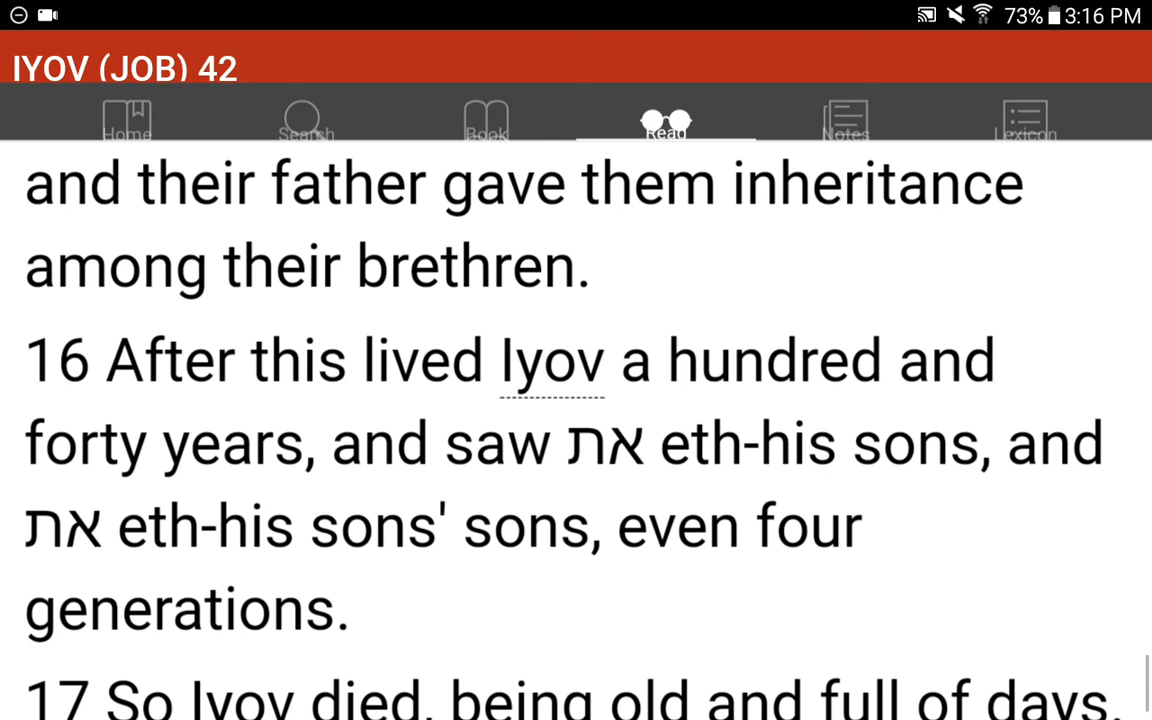 73% 3:16 PM
IYOV (JOB) 42
Home Search Book Read Notes Lexicon
and their father gave them inheritance
among their brethren.
16 After this lived Iyov a hundred and
forty years, and saw את eth-his sons, and
את eth-his sons' sons, even four
generations.
17 So Iyov died, being old and full of days.